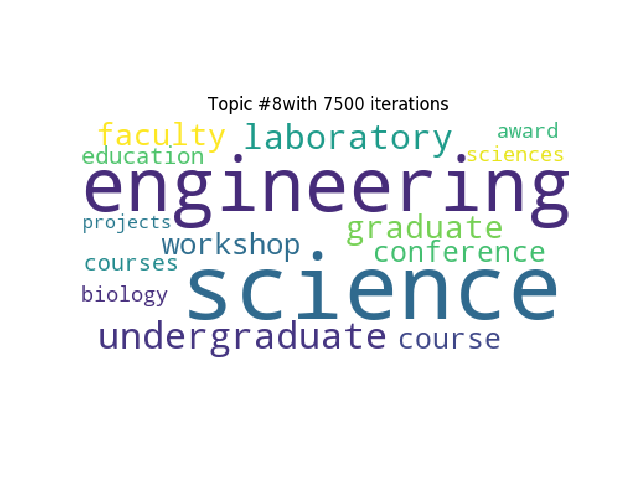 Topic #8with 7500 iterations
faculty laboratory award
education sciences
engineering
projects graduate
workshop conference
courses
science
biology
undergraduate course